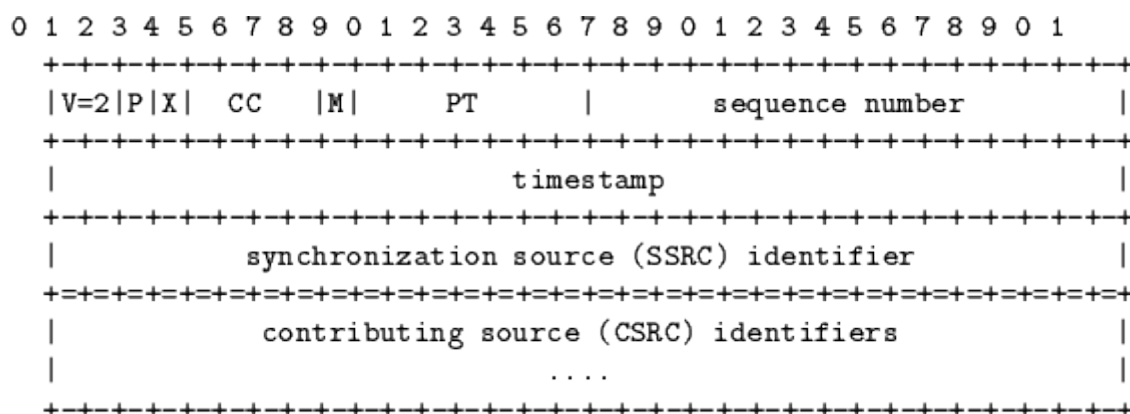 0 1 2 3 4 5 6 7 8 9 0 1 2 3 4 5 6 7 8 9 0 1 2 3 4 5 6 7 8 9 0 1
+-+-+-+-+-+-+-+-+-+-+-+-+-+-+-+-+-+-+-+-+-+-+-+-+-+-+-+-+-+-+-+-+
|V=2|P|X|  CC   |M|     PT      |       sequence number         |
+-+-+-+-+-+-+-+-+-+-+-+-+-+-+-+-+-+-+-+-+-+-+-+-+-+-+-+-+-+-+-+-+
|                           timestamp                           |
+-+-+-+-+-+-+-+-+-+-+-+-+-+-+-+-+-+-+-+-+-+-+-+-+-+-+-+-+-+-+-+-+
|           synchronization source (SSRC) identifier            |
+=+=+=+=+=+=+=+=+=+=+=+=+=+=+=+=+=+=+=+=+=+=+=+=+=+=+=+=+=+=+=+=+
|            contributing source (CSRC) identifiers             |
|                             ....                              |
+-+-+-+-+-+-+-+-+-+-+-+-+-+-+-+-+-+-+-+-+-+-+-+-+-+-+-+-+-+-+-+-+